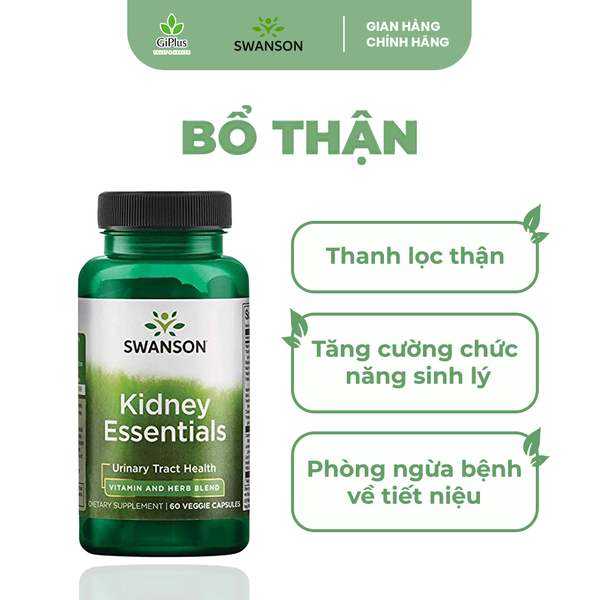 GiPlus
TRUST & HEALTH
SWANSON
GIAN HÀNG
CHÍNH HÃNG
BỔ THẬN
SWANSON
Kidney
Essentials
Urinary Tract Health
VITAMIN AND HERB BLEND
DIETARY SUPPLEMENT | 60 VEGGIE CAPSULES
Thanh lọc thận
Tăng cường chức
năng sinh lý
Phòng ngừa bệnh
về tiết niệu